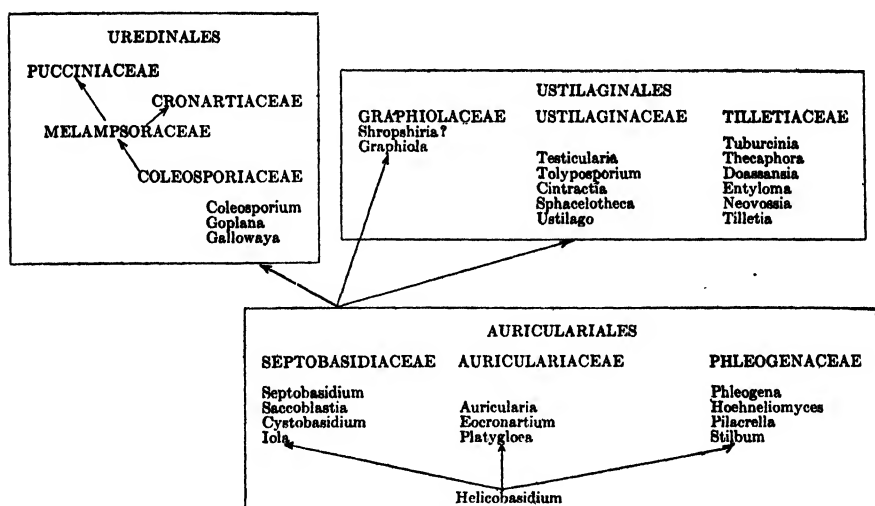 UREDINALES
PUCCINIACEAE
CRONARTIACEAE
MELAMPSORACEAE
COLEOSPORIACEAE
Coleosporium
Goplana
Gallowaya
USTILAGINALES
GRAPHIOLACEAE USTILAGINACEAE TILLETIACEAE
Shropshiria?
Graphiola
Testicularia
Tolyposporium
Cintractia
Sphacelotheca
Ustilago
Tuburcinia
Thecaphora
Doassansia
Entyloma
Neovossia
Tilletia
AURICULARIALES
SEPTOBASIDIACEAE AURICULARIACEAE PHLEOGENACEAE
Septobasidium
Saccoblastia
Cystobasidium
Iola
Auricularia
Eocronartium
Platygloea
Phleogena
Hoehneliomyces
Pilacrella
Stilbum
Helicobasidium